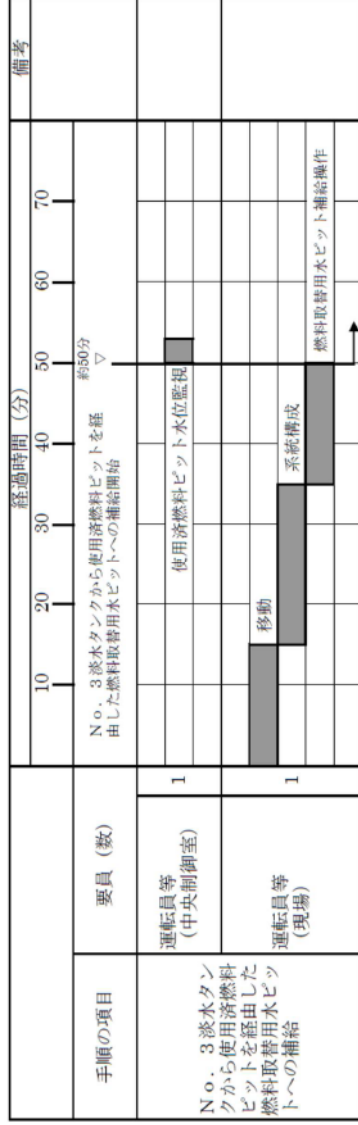 経過時間(分)
備考
10
20
30
40
50
60
70
手順の項目
要員(数)
約50分
▽
No.3淡水タンクから使用済燃料ピットを経
由した燃料取替用水ピットへの補給開始
No.3淡水タン
クから使用済燃料
ピットを経由した
燃料取替用水ピッ
トへの補給
運転員等
(中央制御室)
1
使用済燃料ピット水位監視
運転員等
(現場)
1
移動
系統構成
燃料取替用水ピット補給操作